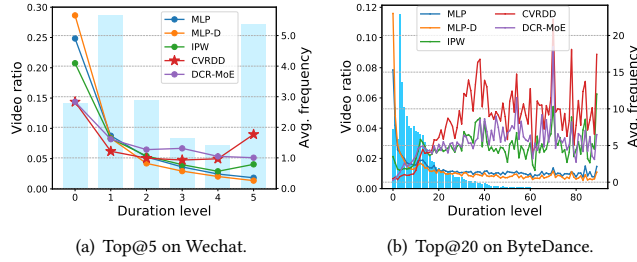 MLP
MLP-D
IPW
CVRDD
DCR-MoE
Video ratio
0.30
0.25
0.20
0.15
0.10
0.05
0.00
5.0
4.0
3.0
2.0
1.0
0.0
Avg. frequency
0 1 2 3 4 5
Duration level
(a) Top@5 on Wechat.
MLP CVRDD
MLP-D DCR-MoE
IPW
Video ratio
0.12
0.10
0.08
0.06
0.04
0.02
0.00
20
15
10
5
0
Avg. frequency
0 20 40 60 80
Duration level
(b) Top@20 on ByteDance.